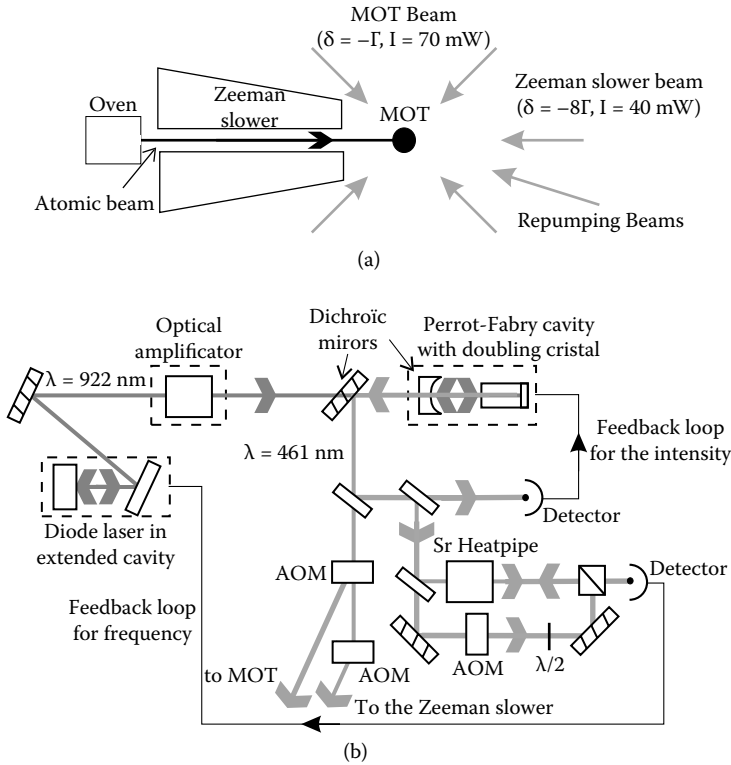 MOT Beam
(δ = –Γ, I = 70 mW)
Zeeman slower beam
(δ = –8Γ, I = 40 mW)
Oven
Zeeman
slower
MOT
Atomic beam
Repumping Beams
(a)
Optical
amplificator
Dichroïc
mirors
Perrot-Fabry cavity
with doubling cristal
λ = 922 nm
λ = 461 nm
Feedback loop
for the intensity
Diode laser in
extended cavity
Detector
Sr Heatpipe
AOM
Detector
Feedback loop
for frequency
AOM
λ/2
to MOT
AOM
To the Zeeman slower
(b)